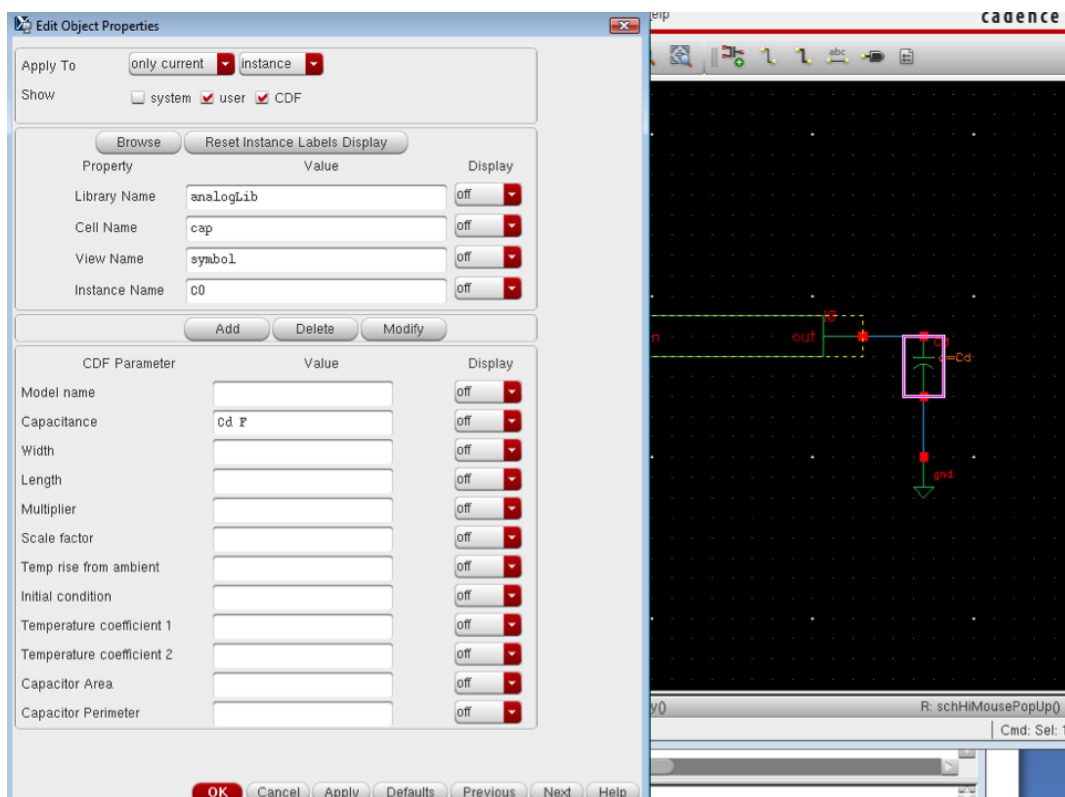 Edit Object Properties
Apply To only current instance
Show system user CDF
Browse Reset Instance Labels Display
Property Value Display
Library Name analogLib off
Cell Name cap off
View Name symbol off
Instance Name C0 off
Add Delete Modify
CDF Parameter Value Display
Model name off
Capacitance Cd F off
Width off
Length off
Multiplier off
Scale factor off
Temp rise from ambient off
Initial condition off
Temperature coefficient 1 off
Temperature coefficient 2 off
Capacitor Area off
Capacitor Perimeter off
OK Cancel Apply Defaults Previous Next Help
elp cadence
abc
n out
=Cd
gnd
y() R: schHiMousePopUp()
Cmd: Sel: 1